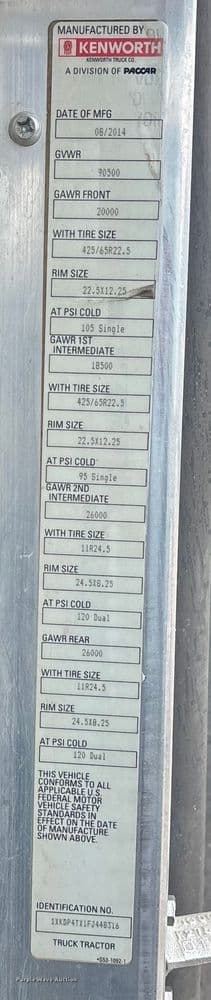 MANUFACTURED BY
KENWORTH
KENWORTH TRUCK CO.
A DIVISION OF PACCAR
DATE OF MFG
08/2014
GVWR
90500
GAWR FRONT
20000
WITH TIRE SIZE
425/65R22.5
RIM SIZE
22.5X12.25
AT PSI COLD
105 Single
GAWR 1ST
INTERMEDIATE
18500
WITH TIRE SIZE
425/65R22.5
RIM SIZE
22.5X12.25
AT PSI COLD
95 Single
GAWR 2ND
INTERMEDIATE
26000
WITH TIRE SIZE
11R24.5
RIM SIZE
24.5X8.25
AT PSI COLD
120 Dual
GAWR REAR
26000
WITH TIRE SIZE
11R24.5
RIM SIZE
24.5X8.25
AT PSI COLD
120 Dual
THIS VEHICLE
CONFORMS TO ALL
APPLICABLE U.S
FEDERAL MOTOR
VEHICLE SAFETY
STANDARDS IN
EFFECT ON THE DATE
OF MANUFACTURE
SHOWN ABOVE.
IDENTIFICATION NO.
1XKDP4TX1FJ448316
TRUCK TRACTOR
Purple Wave Auction